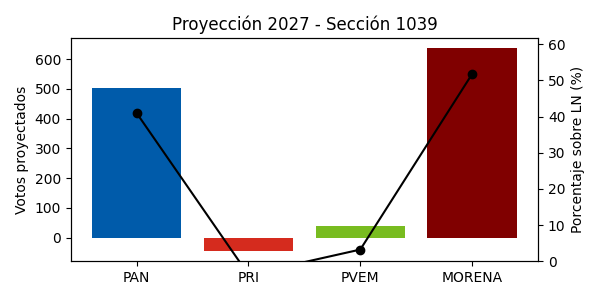 Proyección 2027 - Sección 1039
Votos proyectados
600
500
400
300
200
100
0
60
50
40
30
20
10
0
Porcentaje sobre LN (%)
PAN
PRI
PVEM
MORENA